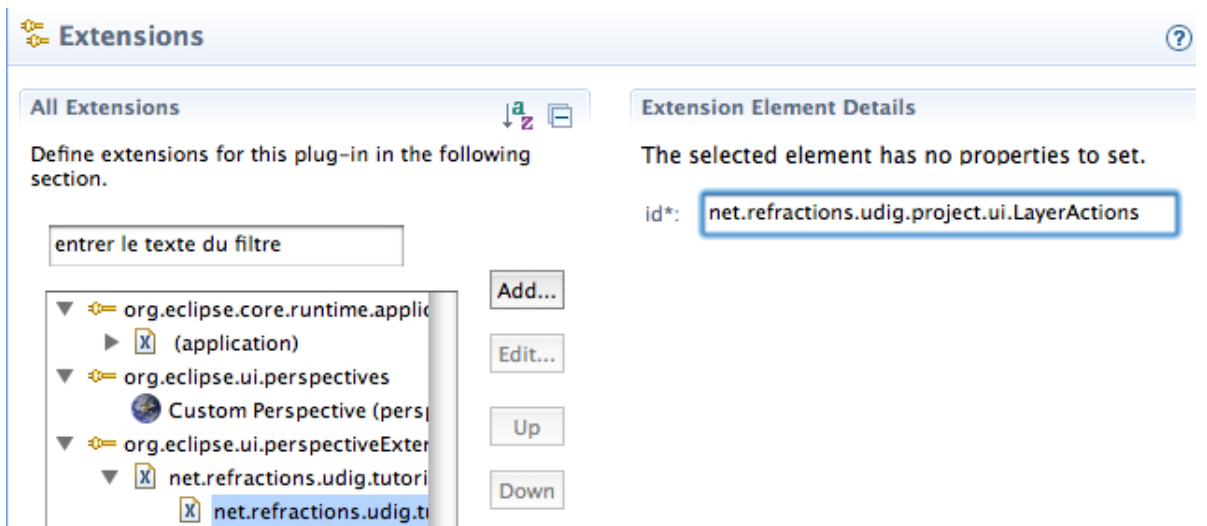 Extensions
All Extensions
Define extensions for this plug-in in the following
section.
entrer le texte du filtre
org.eclipse.core.runtime.applic
(application)
org.eclipse.ui.perspectives
Custom Perspective (persp
org.eclipse.ui.perspectiveExter
net.refractions.udig.tutori
net.refractions.udig.tu
Add...
Edit...
Up
Down
Extension Element Details
The selected element has no properties to set.
id*: net.refractions.udig.project.ui.LayerActions